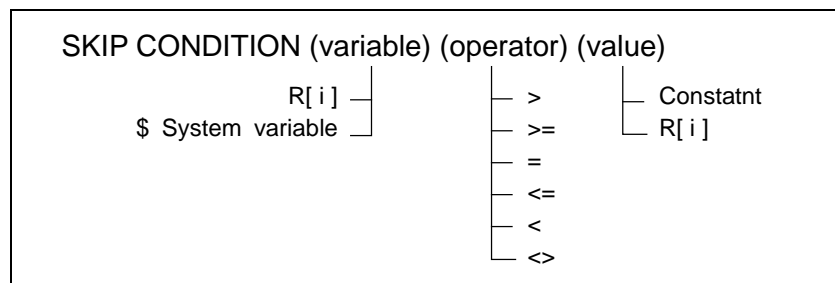 SKIP CONDITION (variable) (operator) (value)
R[ i ] > Constatnt
$ System variable >= R[ i ]
=
<=
<
<>